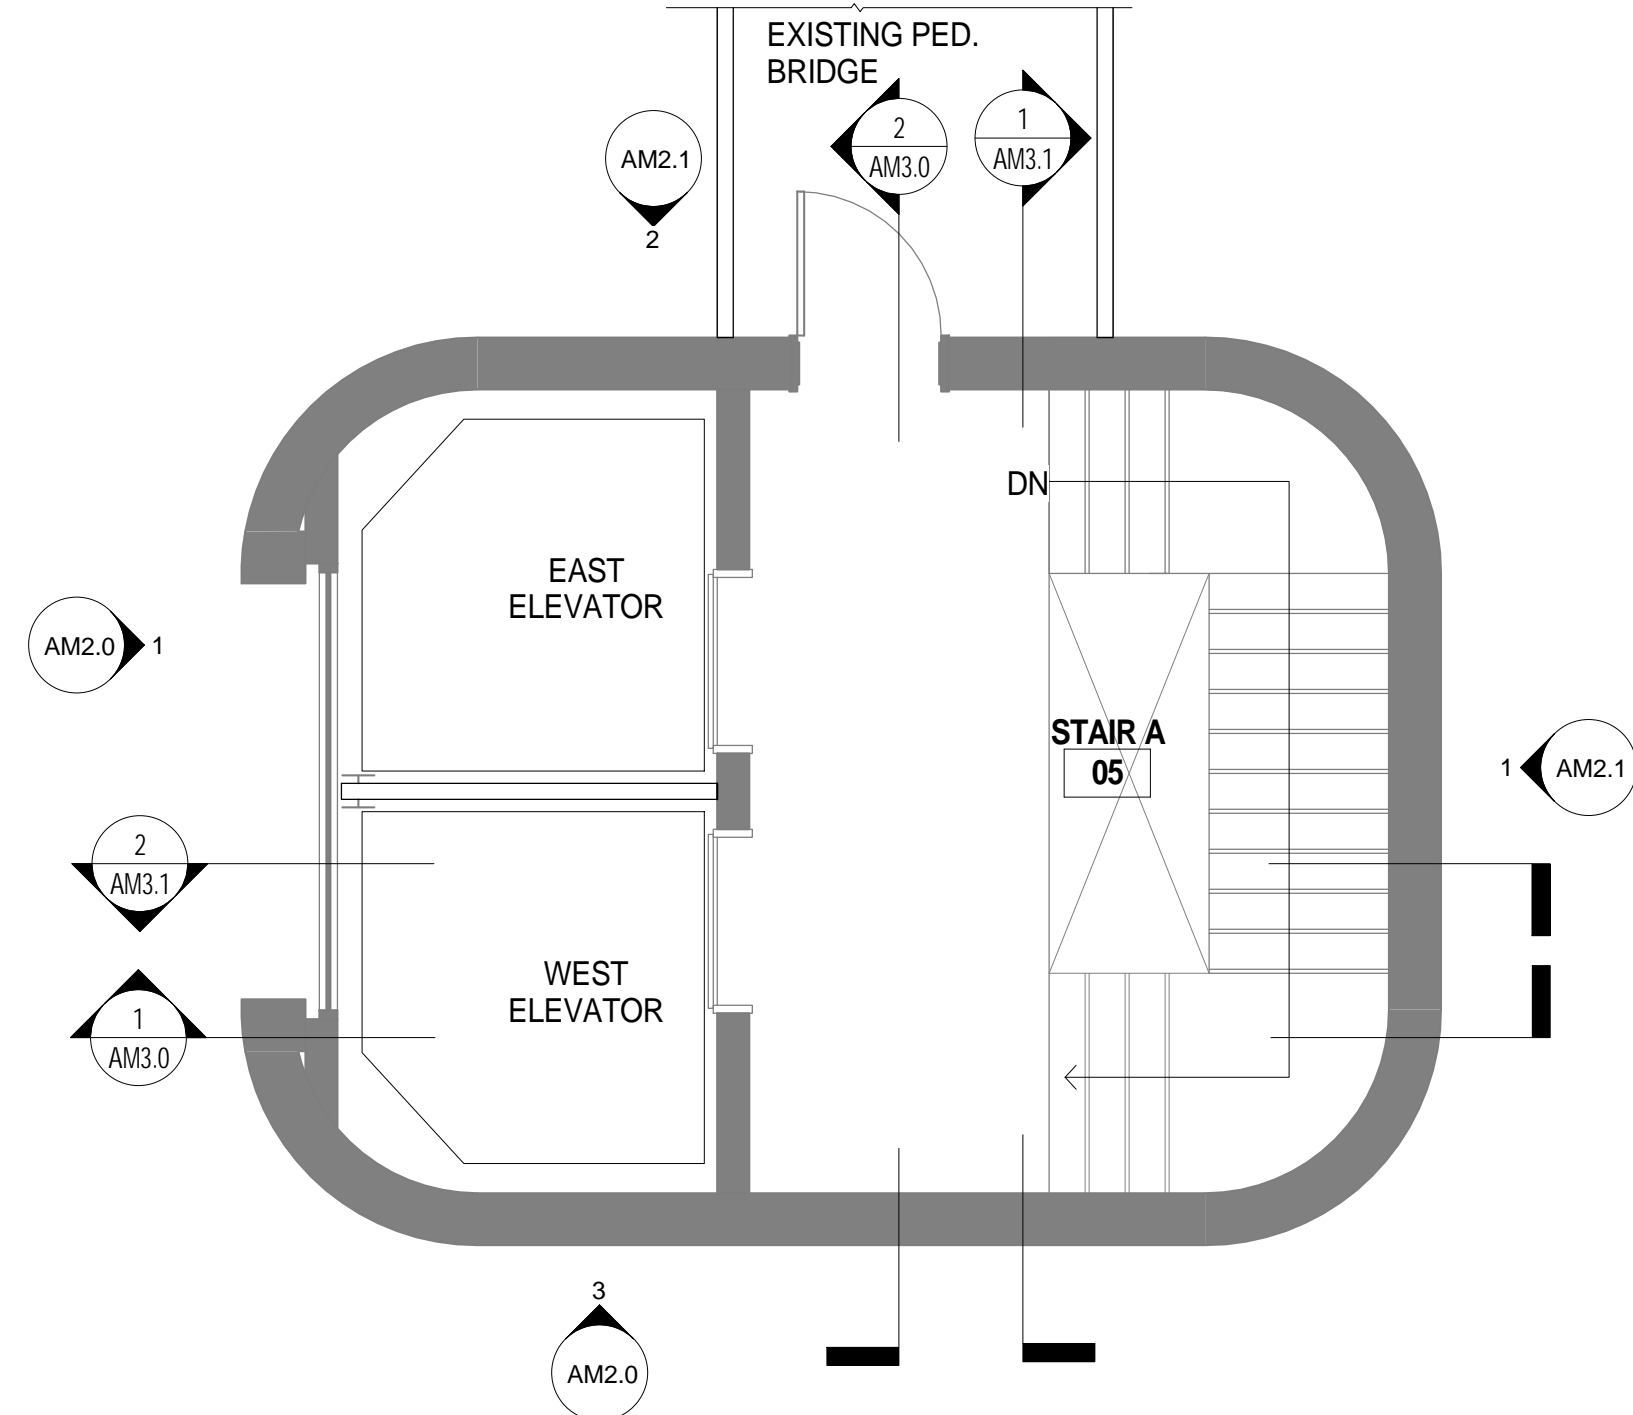 EXISTING PED.
BRIDGE
2
AM3.0
1
AM3.1
AM2.1
2
DN
EAST
ELEVATOR
AM2.0
1
STAIR A
05
1
AM2.1
2
AM3.1
WEST
ELEVATOR
1
AM3.0
3
AM2.0